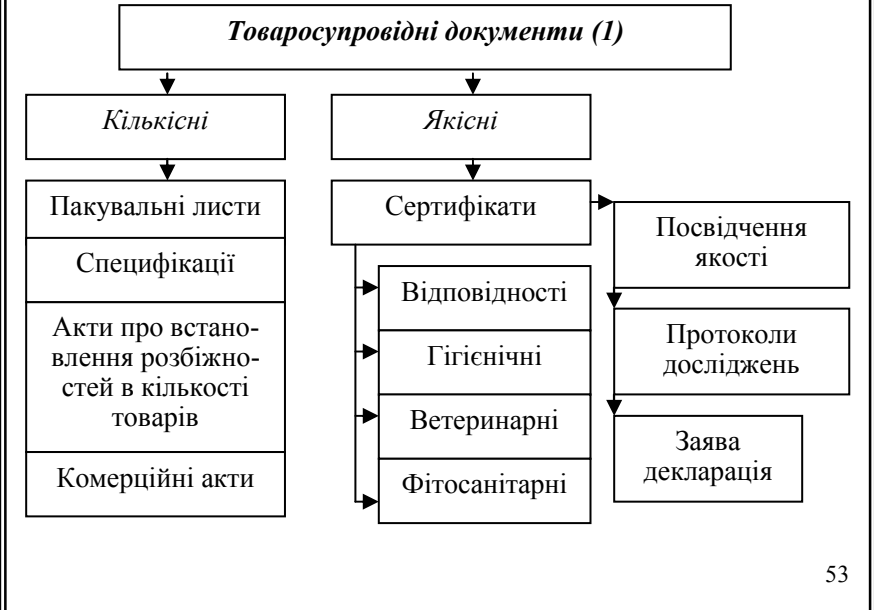 Товаросупровідні документи (1)
Кількісні
Якісні
Пакувальні листи
Специфікації
Акти про встано-
влення розбіжно-
стей в кількості
товарів
Комерційні акти
Сертифікати
Відповідності
Гігієнічні
Ветеринарні
Фітосанітарні
Посвідчення
якості
Протоколи
досліджень
Заява
декларація
53